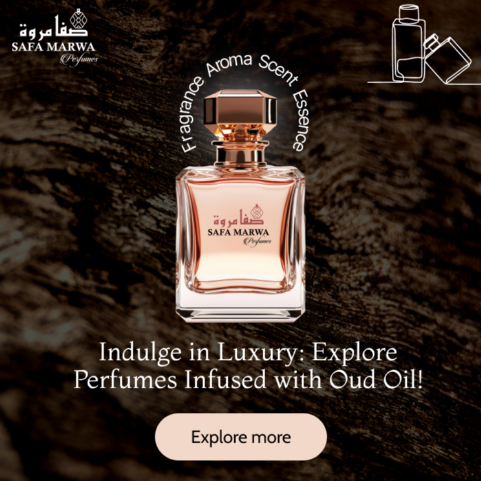 صفا مروة
SAFA MARWA
Perfumes
Fragrance Aroma Scent Essence
صفا مروة
SAFA MARWA
Perfumes
Indulge in Luxury: Explore
Perfumes Infused with Oud Oil!
Explore more